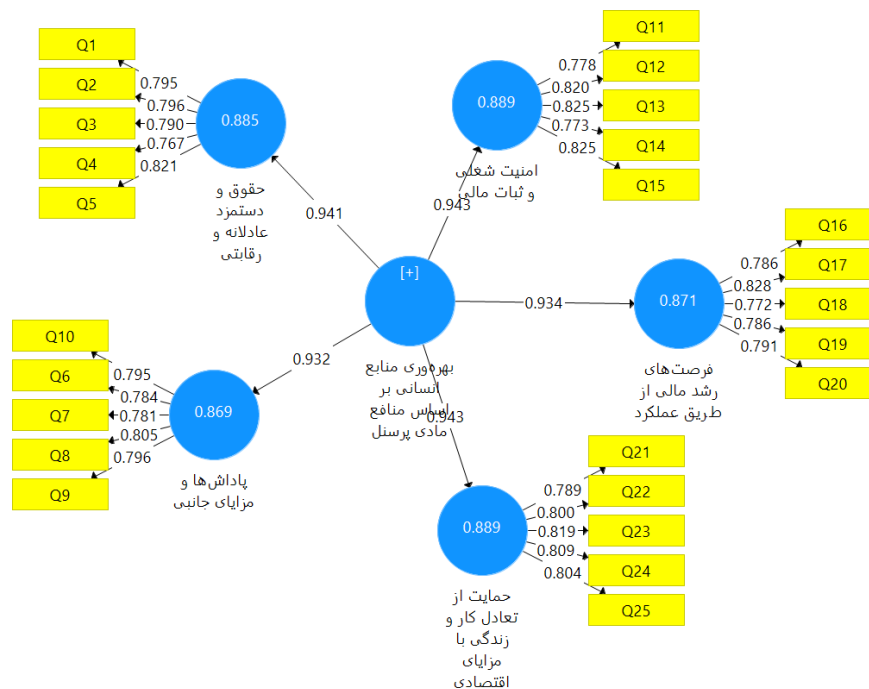 Q1
Q2
Q3
Q4
Q5
0.795
0.796
0.790
0.767
0.821
0.885
حقوق و
دستمزد
عادلانه و
رقابتی
0.941
Q11
Q12
Q13
Q14
Q15
0.778
0.820
0.825
0.773
0.825
0.889
امنیت شغلی
و ثبات مالی
0.943
[+]
بهره‌وری منابع
انسانی بر
اساس منافع
مادی پرسنل
0.934
0.871
فرصت‌های
رشد مالی از
طریق عملکرد
0.786
0.828
0.772
0.786
0.791
Q16
Q17
Q18
Q19
Q20
Q10
Q6
Q7
Q8
Q9
0.795
0.784
0.781
0.805
0.796
0.869
پاداش‌ها و
مزایای جانبی
0.932
0.943
0.889
حمایت از
تعادل کار و
زندگی با
مزایای
اقتصادی
0.789
0.800
0.819
0.809
0.804
Q21
Q22
Q23
Q24
Q25